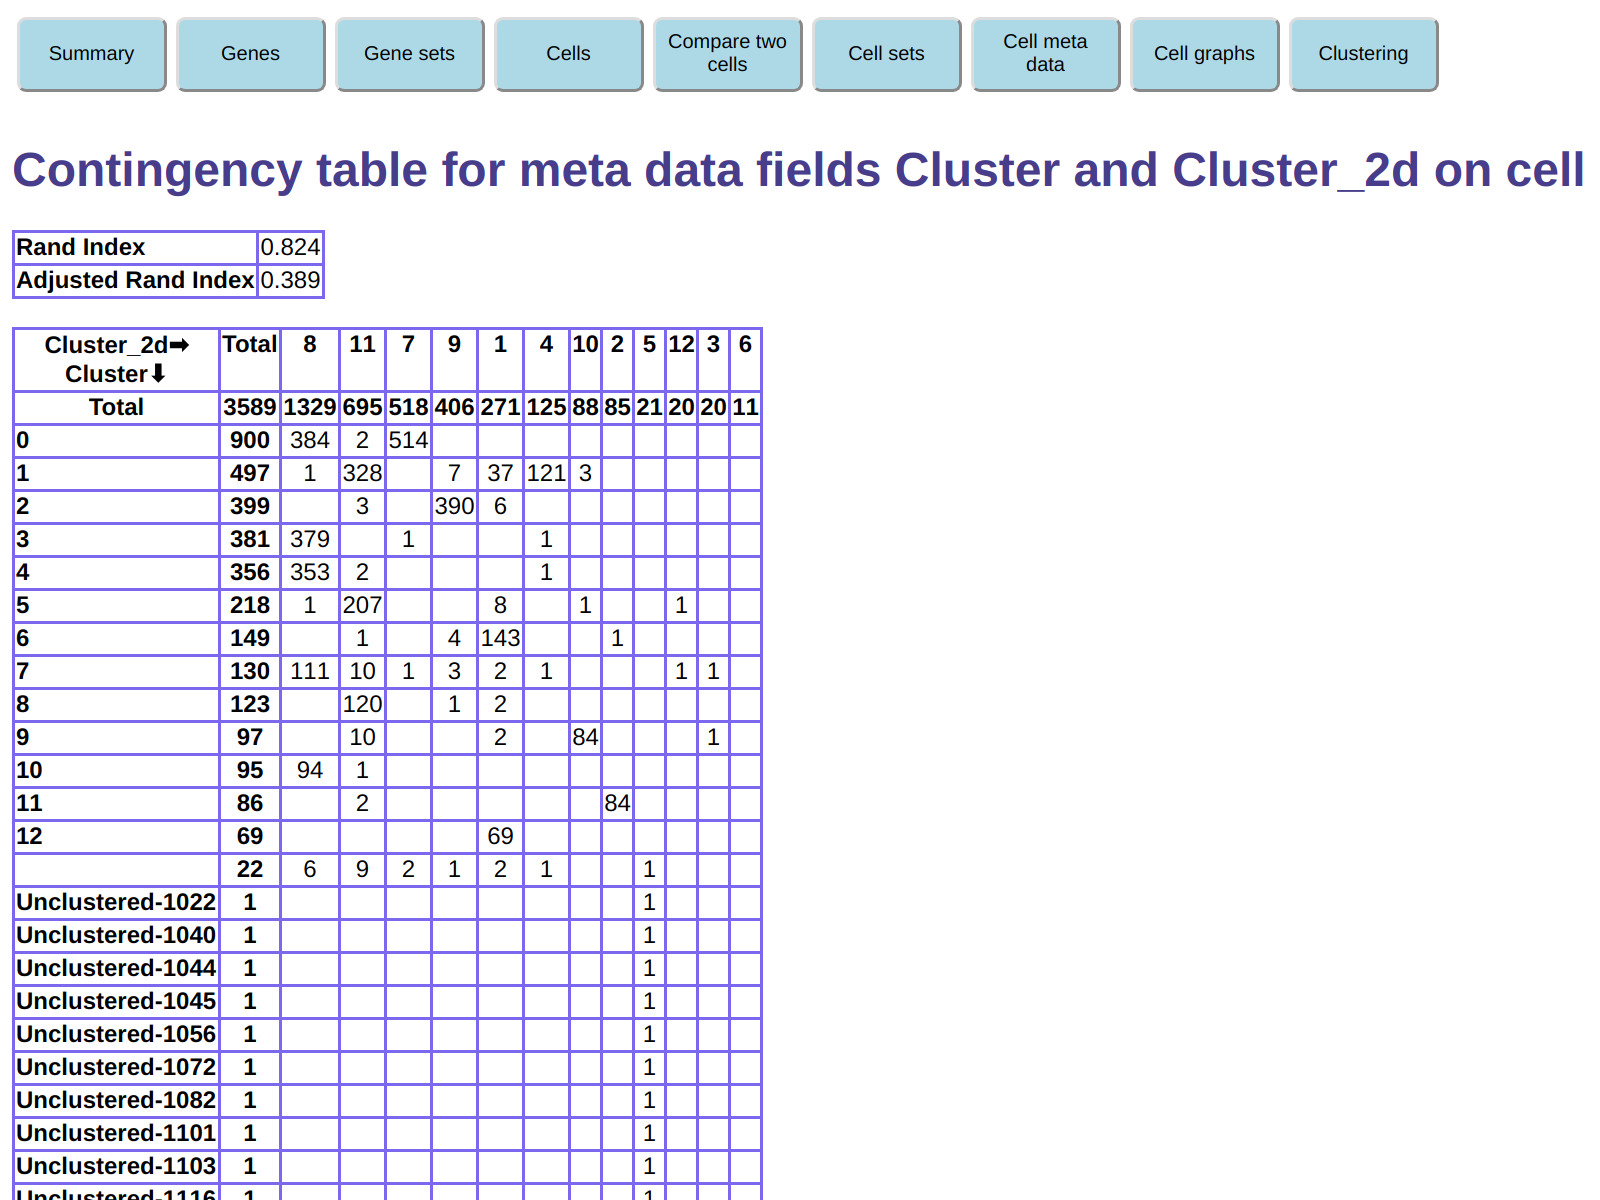 Summary Genes Gene sets Cells Compare two cells Cell sets Cell meta data Cell graphs Clustering
Contingency table for meta data fields Cluster and Cluster_2d on cell
Rand Index 0.824
Adjusted Rand Index 0.389
Cluster_2d➡ Total 8 11 7 9 1 4 10 2 5 12 3 6
Cluster⬇
Total 3589 1329 695 518 406 271 125 88 85 21 20 20 11
0 900 384 2 514
1 497 1 328 7 37 121 3
2 399 3 390 6
3 381 379 1 1
4 356 353 2 1
5 218 1 207 8 1 1
6 149 1 4 143 1
7 130 111 10 1 3 2 1 1 1
8 123 120 1 2
9 97 10 2 84 1
10 95 94 1
11 86 2 84
12 69 69
22 6 9 2 1 2 1 1
Unclustered-1022 1 1
Unclustered-1040 1 1
Unclustered-1044 1 1
Unclustered-1045 1 1
Unclustered-1056 1 1
Unclustered-1072 1 1
Unclustered-1082 1 1
Unclustered-1101 1 1
Unclustered-1103 1 1
Unclustered-1116 1 1